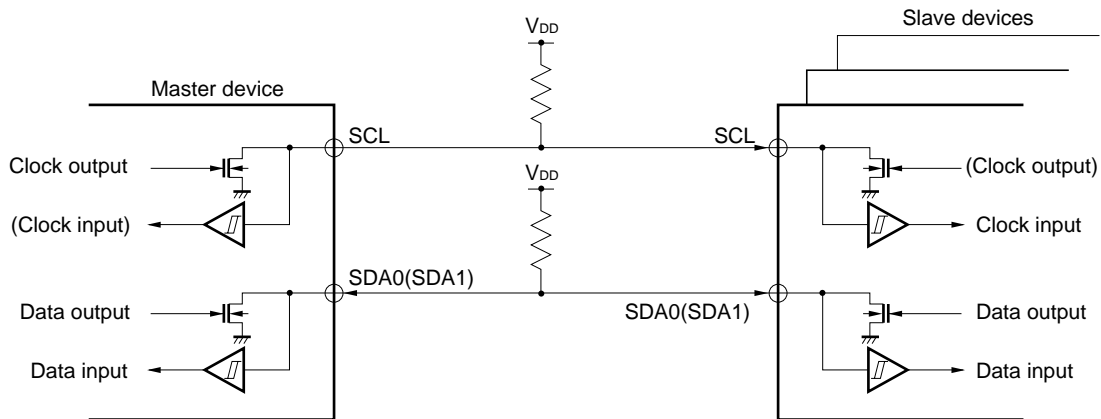 Slave devices
VDD
Master device
SCL
SCL
Clock output
(Clock output)
VDD
(Clock input)
Clock input
SDA0(SDA1)
SDA0(SDA1)
Data output
Data output
Data input
Data input